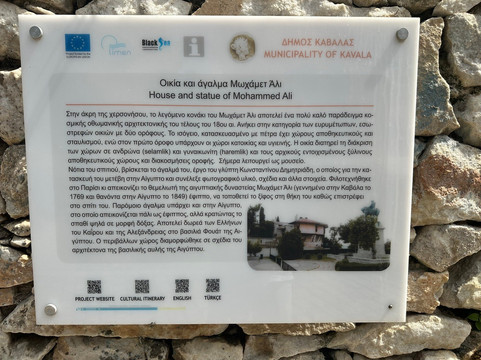 Black Sea
ΔΗΜΟΣ ΚΑΒΑΛΑΣ
MUNICIPALITY OF KAVALA
Οικία και άγαλμα Μωχάμετ Άλι
House and statue of Mohammed Ali
Στην άκρη της χερσονήσου, το λεγόμενο κονάκι του Μωχάμετ Άλι αποτελεί ένα πολύ καλό παράδειγμα κο-
σμικής οθωμανικής αρχιτεκτονικής του τέλους του 18ου αι. Ανήκει στην κατηγορία των ευρυμέτωπων, εσω-
στρεφών οικιών με δύο ορόφους. Το ισόγειο, κατασκευασμένο με πέτρα έχει χώρους αποθηκευτικούς και
σταυλισμού, ενώ στον πρώτο όροφο υπάρχουν οι χώροι κατοικίας και υγιεινής. Η οικία διατηρεί τη διάκριση
των χώρων σε ανδρώνα (selamlik) και γυναικωνίτη (haremlik) και τους αρχικούς εντοιχισμένους ξύλινους
αποθηκευτικούς χώρους και διακοσμήσεις οροφής. Σήμερα λειτουργεί ως μουσείο.
Νότια του σπιτιού, βρίσκεται το άγαλμά του, έργο του γλύπτη Κωνσταντίνου Δημητριάδη, ο οποίος για την κα-
τασκευή του μετέβη στην Αίγυπτο και συνέλεξε φωτογραφικό υλικό, σχέδια και άλλα στοιχεία. Φιλοτεχνήθηκε
στο Παρίσι κι απεικονίζει το θεμελιωτή της αιγυπτιακής δυναστείας Μωχάμετ Άλι (γεννημένο στην Καβάλα το
1769 και θανόντα στην Αίγυπτο το 1849) έφιππο, να τοποθετεί το ξίφος στη θήκη του καθώς επιστρέφει
στο σπίτι του. Παρόμοιο άγαλμα υπάρχει και στην Αίγυπτο,
στο οποίο απεικονίζεται πάλι ως έφιππος, αλλά κρατώντας το
σπαθί ψηλά σε μορφή δόξας. Αποτελεί δωρεά των Ελλήνων
του Καΐρου και της Αλεξάνδρειας στο βασιλιά Φουάτ της Αι-
γύπτου. Ο περιβάλλων χώρος διαμορφώθηκε σε σχέδια του
αρχιτέκτονα της βασιλικής αυλής της Αιγύπτου.
PROJECT WEBSITE
CULTURAL ITINERARY
ENGLISH
TÜRKÇE